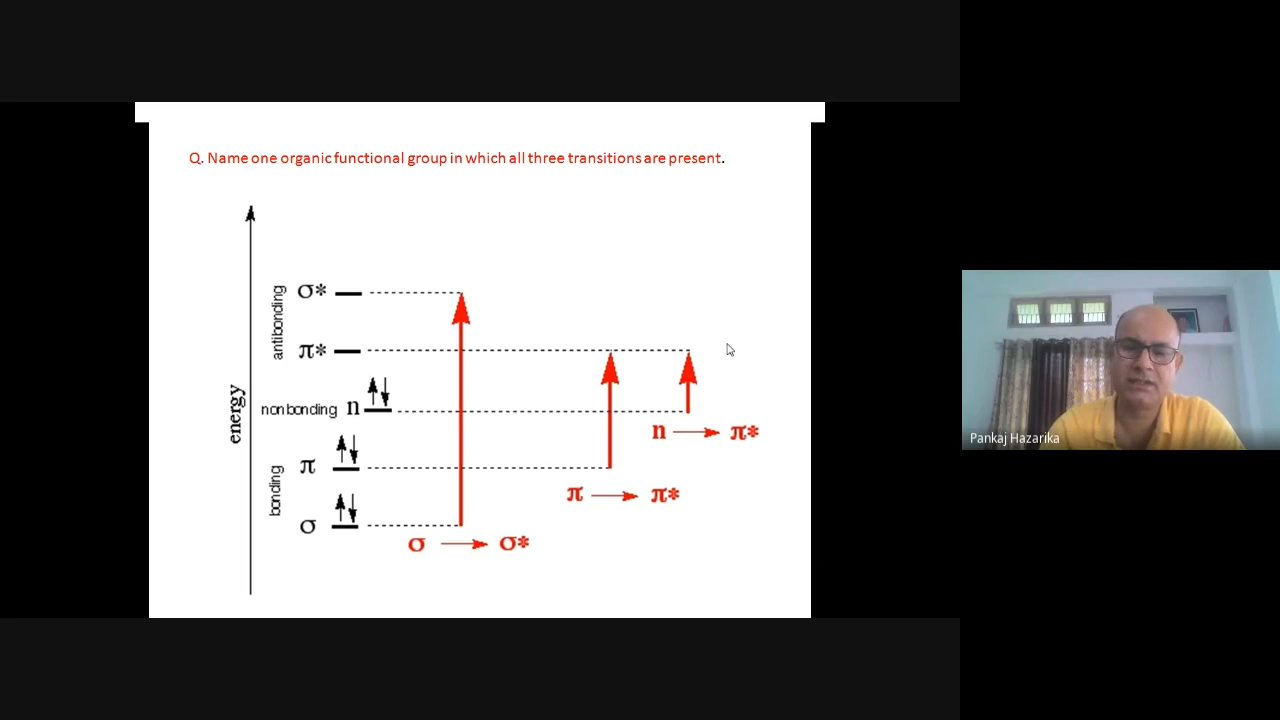 Q. Name one organic functional group in which all three transitions are present.
energy
antibonding
σ*
π*
nonbonding n
bonding
π
σ
n → π*
π → π*
σ → σ*
Pankaj Hazarika